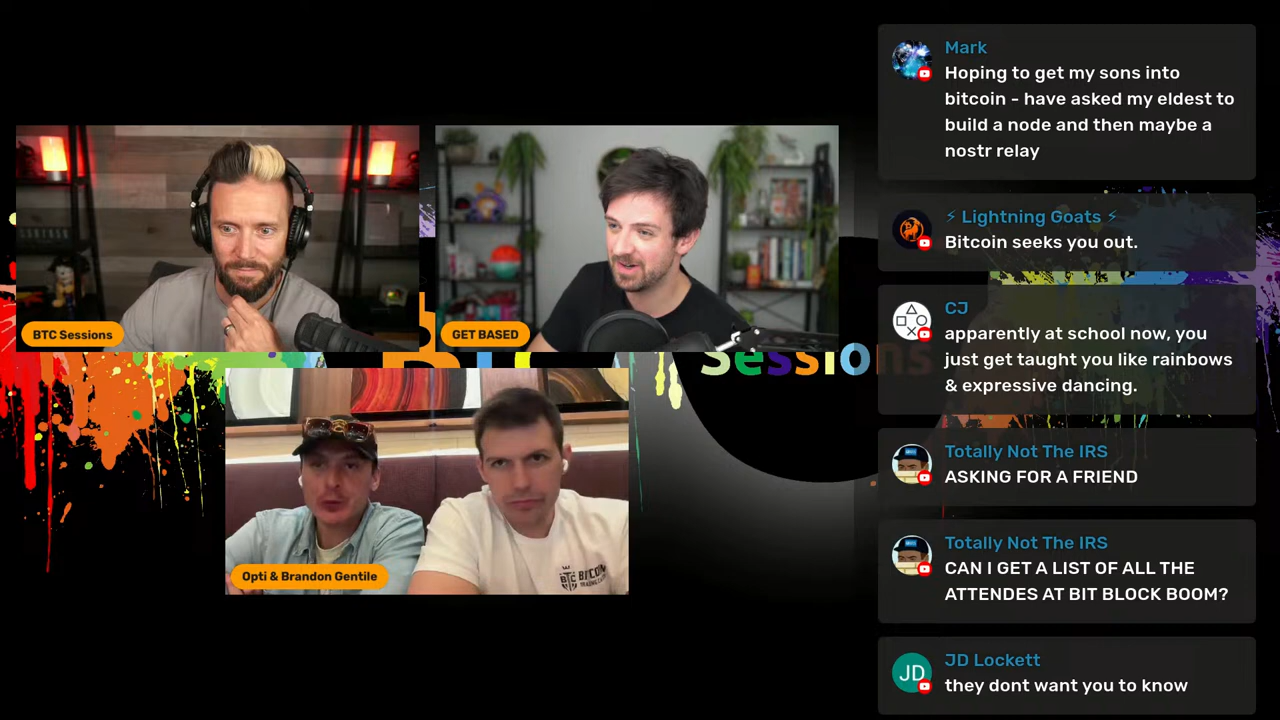 BTC Sessions
GET BASED
Sessions
Opti & Brandon Gentile
BTC
Mark
Hoping to get my sons into
bitcoin - have asked my eldest to
build a node and then maybe a
nostr relay
⚡ Lightning Goats ⚡
Bitcoin seeks you out.
CJ
apparently at school now, you
just get taught you like rainbows
& expressive dancing.
Totally Not The IRS
ASKING FOR A FRIEND
Totally Not The IRS
CAN I GET A LIST OF ALL THE
ATTENDES AT BIT BLOCK BOOM?
JD
JD Lockett
they dont want you to know